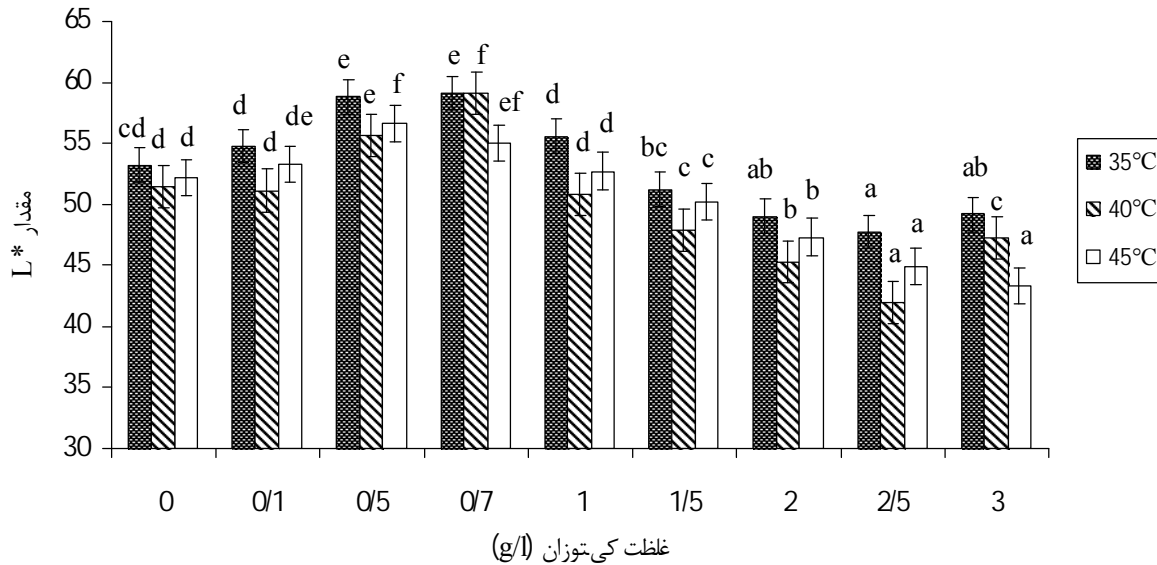 65
60
55
50
45
40
35
30
مقدار L*
cd d d
d d de
e e f
e f ef
d d d
bc c c
ab b b
a a a
ab c a
0 0/1 0/5 0/7 1 1/5 2 2/5 3
غلظت کی‌توزان (g/l)
35°C
40°C
45°C